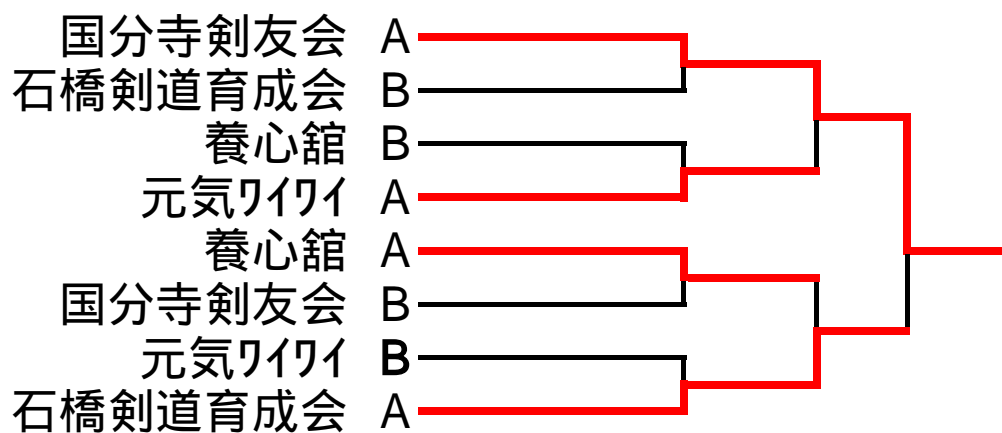 国分寺剣友会 A
石橋剣道育成会 B
養心舘 B
元気ﾜｲﾜｲ A
養心舘 A
国分寺剣友会 B
元気ﾜｲﾜｲ B
石橋剣道育成会 A